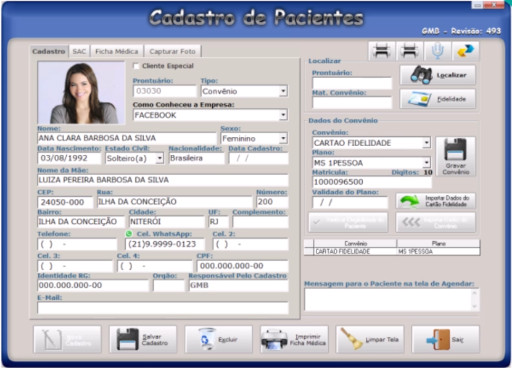 Cadastro de Pacientes
GMB - Revisão: 493
Cadastro SAC Ficha Médica Capturar Foto
Cliente Especial
Prontuário: Tipo:
03030 Convênio
Como Conheceu a Empresa:
FACEBOOK
Nome: Sexo:
ANA CLARA BARBOSA DA SILVA Feminino
Data Nascimento: Estado Civil: Nacionalidade: Data Cadastro:
03/08/1992 Solteiro(a) Brasileira / /
Nome da Mãe:
LUIZA PEREIRA BARBOSA DA SILVA
CEP: Rua: Número:
24050-000 ILHA DA CONCEIÇÃO 200
Bairro: Cidade: UF: Complemento:
ILHA DA CONCEIÇÃO NITERÓI RJ
Telefone: Cel. WhatsApp: Cel. 2:
( ) - (21)9.9999-0123 ( ) -
Cel. 3: Cel. 4: CPF:
( ) - ( ) - 000.000.000-00
Identidade RG: Orgão: Responsável Pelo Cadastro
000.000.000-00 GMB
E-Mail:
Localizar
Prontuário:
Localizar
Mat. Convênio:
Fidelidade
Dados do Convênio
Convênio:
CARTAO FIDELIDADE
Plano:
MS 1PESSOA
Gravar Convênio
Matrícula: Dígitos: 10
1000096500
Validade do Plano:
/ /
Importar Dados do Cartão Fidelidade
Convênio Plano
CARTAO FIDELIDADE MS 1PESSOA
Mensagem para o Paciente na tela de Agendar:
Cadastro
Salvar Cadastro
Excluir
Imprimir Ficha Médica
Limpar Tela
Sair